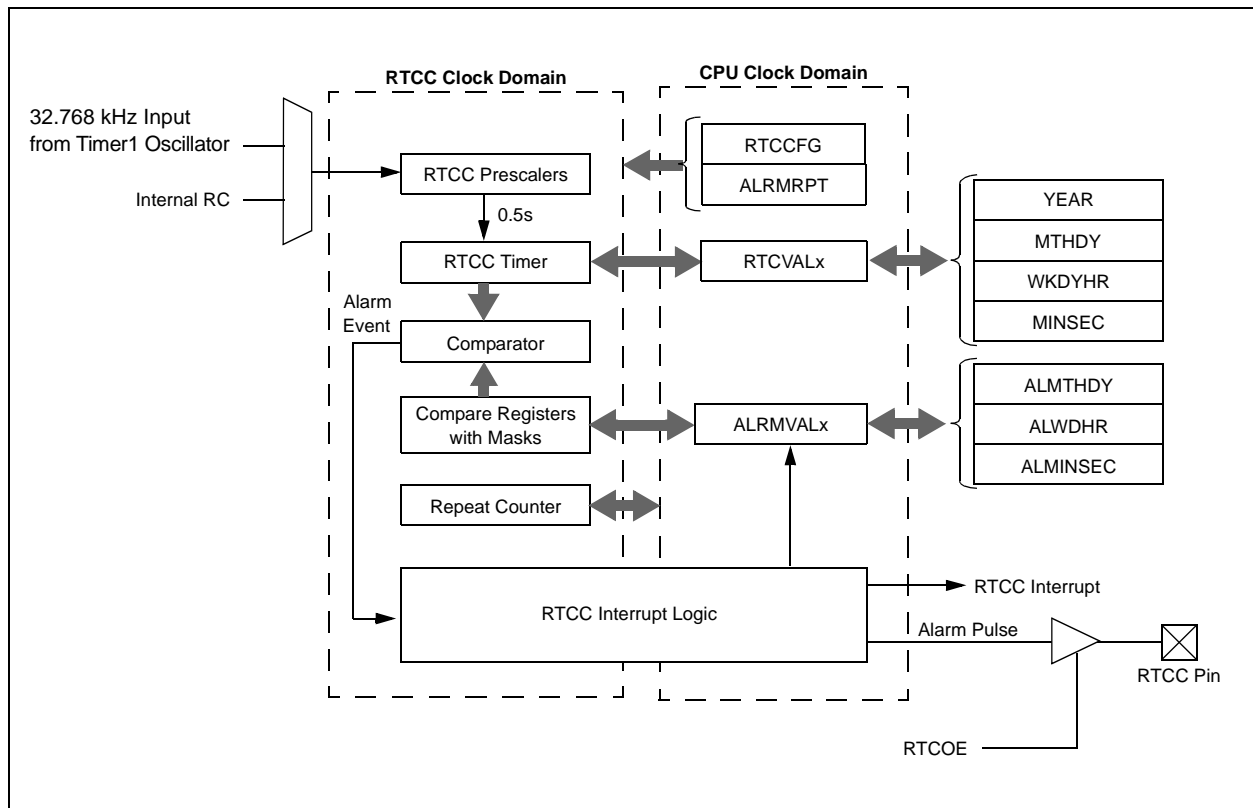 RTCC Clock Domain
CPU Clock Domain
32.768 kHz Input
from Timer1 Oscillator
Internal RC
RTCC Prescalers
0.5s
RTCC Timer
Alarm
Event
Comparator
Compare Registers
with Masks
Repeat Counter
RTCC Interrupt Logic
RTCCFG
ALRMRPT
RTCVALx
ALRMVALx
YEAR
MTHDY
WKDYHR
MINSEC
ALMTHDY
ALWDHR
ALMINSEC
RTCC Interrupt
Alarm Pulse
RTCC Pin
RTCOE